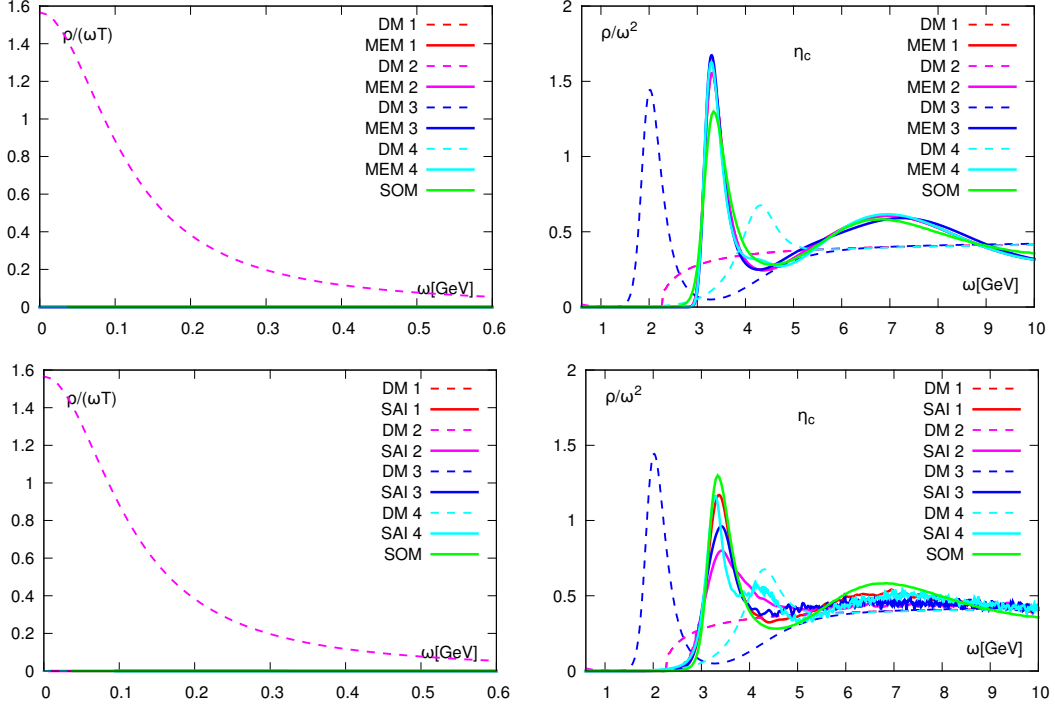 1.6
1.4
1.2
1
0.8
0.6
0.4
0.2
0
ρ/(ωT)
DM 1
MEM 1
DM 2
MEM 2
DM 3
MEM 3
DM 4
MEM 4
SOM
ω[GeV]
0 0.1 0.2 0.3 0.4 0.5 0.6
2
1.5
1
0.5
0
ρ/ω²
η_c
DM 1
MEM 1
DM 2
MEM 2
DM 3
MEM 3
DM 4
MEM 4
SOM
ω[GeV]
1 2 3 4 5 6 7 8 9 10
1.6
1.4
1.2
1
0.8
0.6
0.4
0.2
0
ρ/(ωT)
DM 1
SAI 1
DM 2
SAI 2
DM 3
SAI 3
DM 4
SAI 4
SOM
ω[GeV]
0 0.1 0.2 0.3 0.4 0.5 0.6
2
1.5
1
0.5
0
ρ/ω²
η_c
DM 1
SAI 1
DM 2
SAI 2
DM 3
SAI 3
DM 4
SAI 4
SOM
ω[GeV]
1 2 3 4 5 6 7 8 9 10